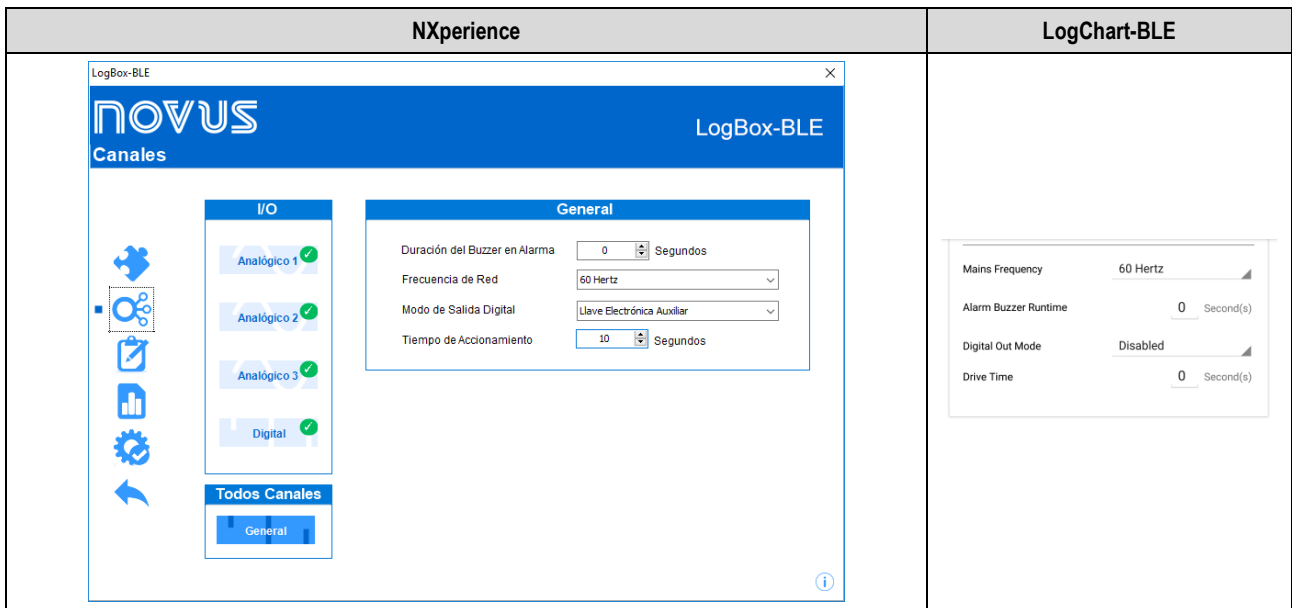 NXperience
LogChart-BLE
LogBox-BLE
NOVUS
LogBox-BLE
Canales
I/O
Analógico 1
Analógico 2
Analógico 3
Digital
Todos Canales
General
General
Duración del Buzzer en Alarma 0 Segundos
Frecuencia de Red 60 Hertz
Modo de Salida Digital Llave Electrónica Auxiliar
Tiempo de Accionamiento 10 Segundos
Mains Frequency 60 Hertz
Alarm Buzzer Runtime 0 Second(s)
Digital Out Mode Disabled
Drive Time 0 Second(s)